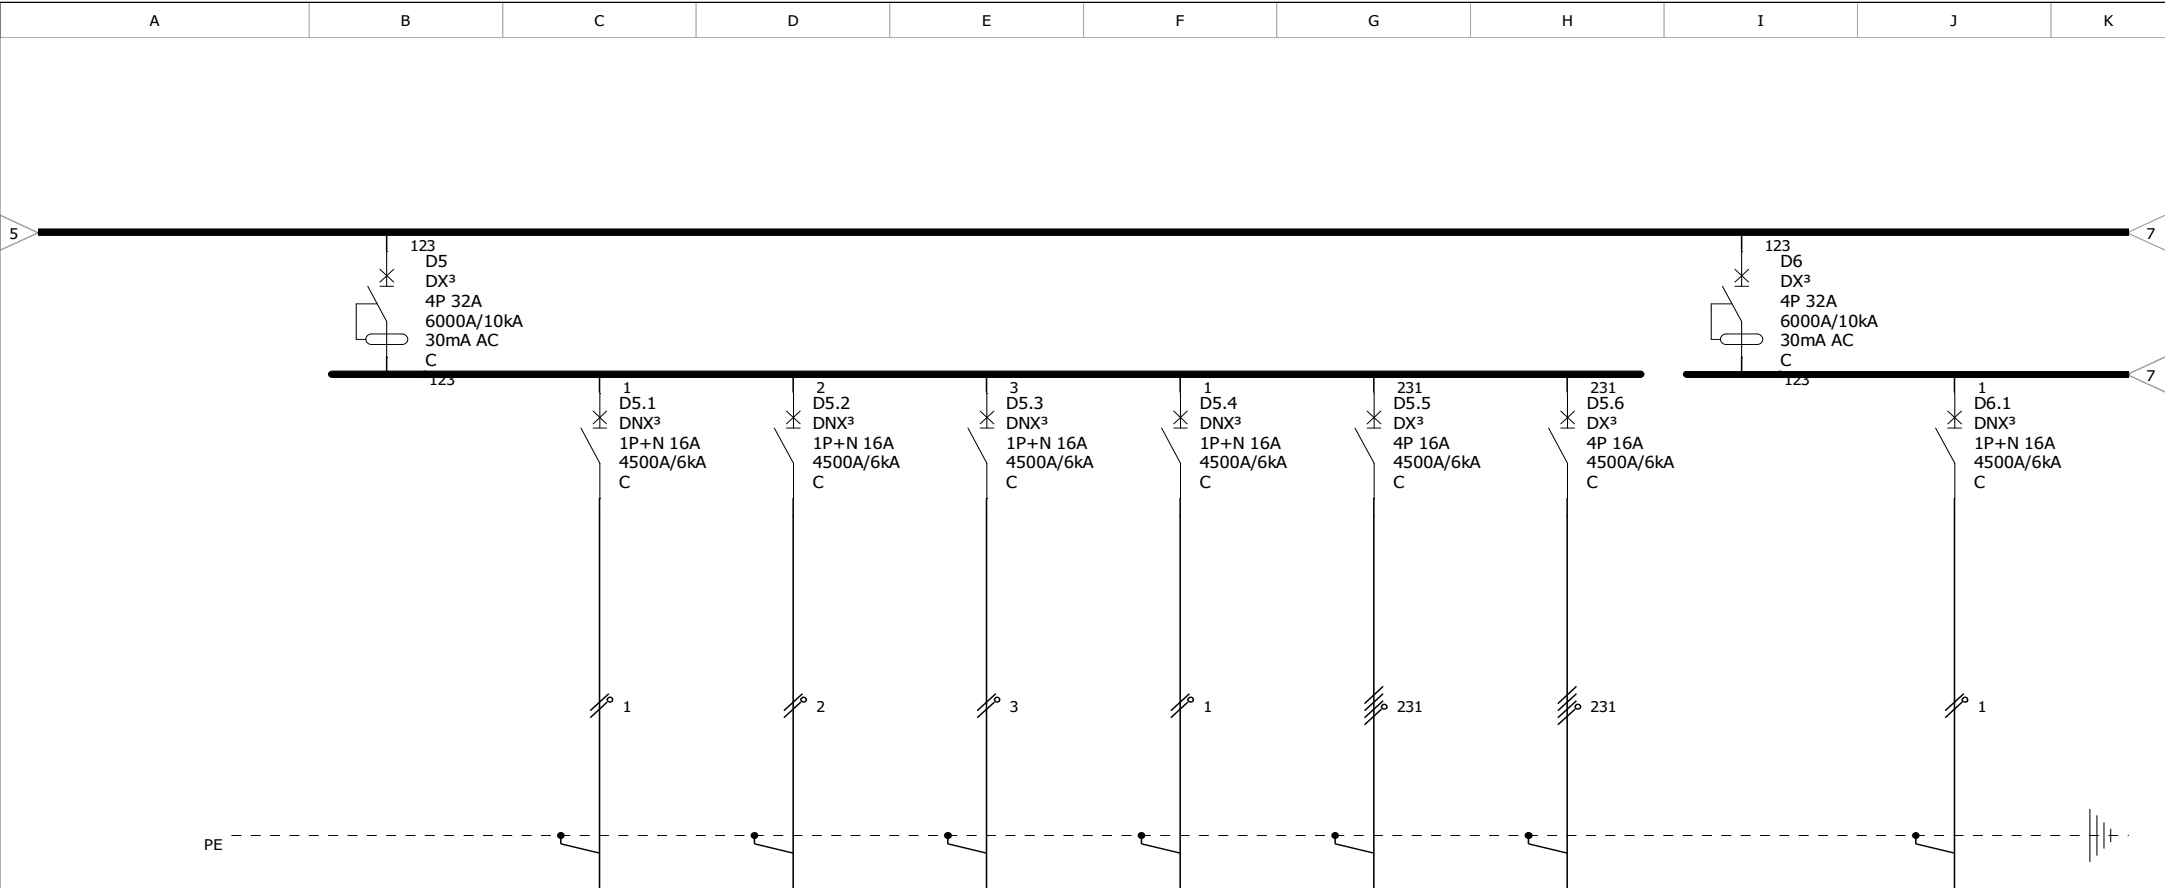 A B C D E F G H I J K
5
7
123
D5
DX³
4P 32A
6000A/10kA
30mA AC
C
123
123
D6
DX³
4P 32A
6000A/10kA
30mA AC
C
123
7
1
D5.1
DNX³
1P+N 16A
4500A/6kA
C
2
D5.2
DNX³
1P+N 16A
4500A/6kA
C
3
D5.3
DNX³
1P+N 16A
4500A/6kA
C
1
D5.4
DNX³
1P+N 16A
4500A/6kA
C
231
D5.5
DX³
4P 16A
4500A/6kA
C
231
D5.6
DX³
4P 16A
4500A/6kA
C
1
D6.1
DNX³
1P+N 16A
4500A/6kA
C
1 2 3 1 231 231 1
PE